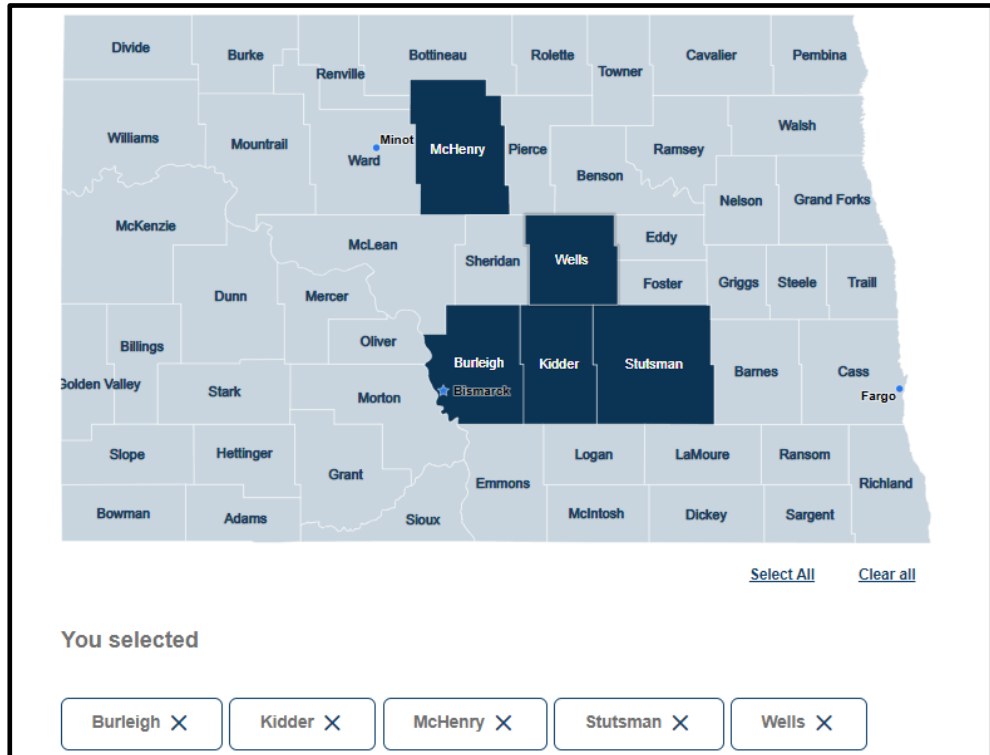 Divide
Burke
Renville
Bottineau
Rolette
Towner
Cavalier
Pembina
Williams
Mountrail
Ward
Minot
McHenry
Pierce
Benson
Ramsey
Walsh
Nelson
Grand Forks
McKenzie
McLean
Sheridan
Wells
Eddy
Foster
Griggs
Steele
Traill
Dunn
Mercer
Oliver
Billings
Golden Valley
Stark
Morton
Burleigh
Bismarck
Kidder
Stutsman
Barnes
Cass
Fargo
Slope
Hettinger
Grant
Emmons
Logan
LaMoure
Ransom
Richland
Bowman
Adams
Sioux
McIntosh
Dickey
Sargent
Select All
Clear all
You selected
Burleigh
Kidder
McHenry
Stutsman
Wells